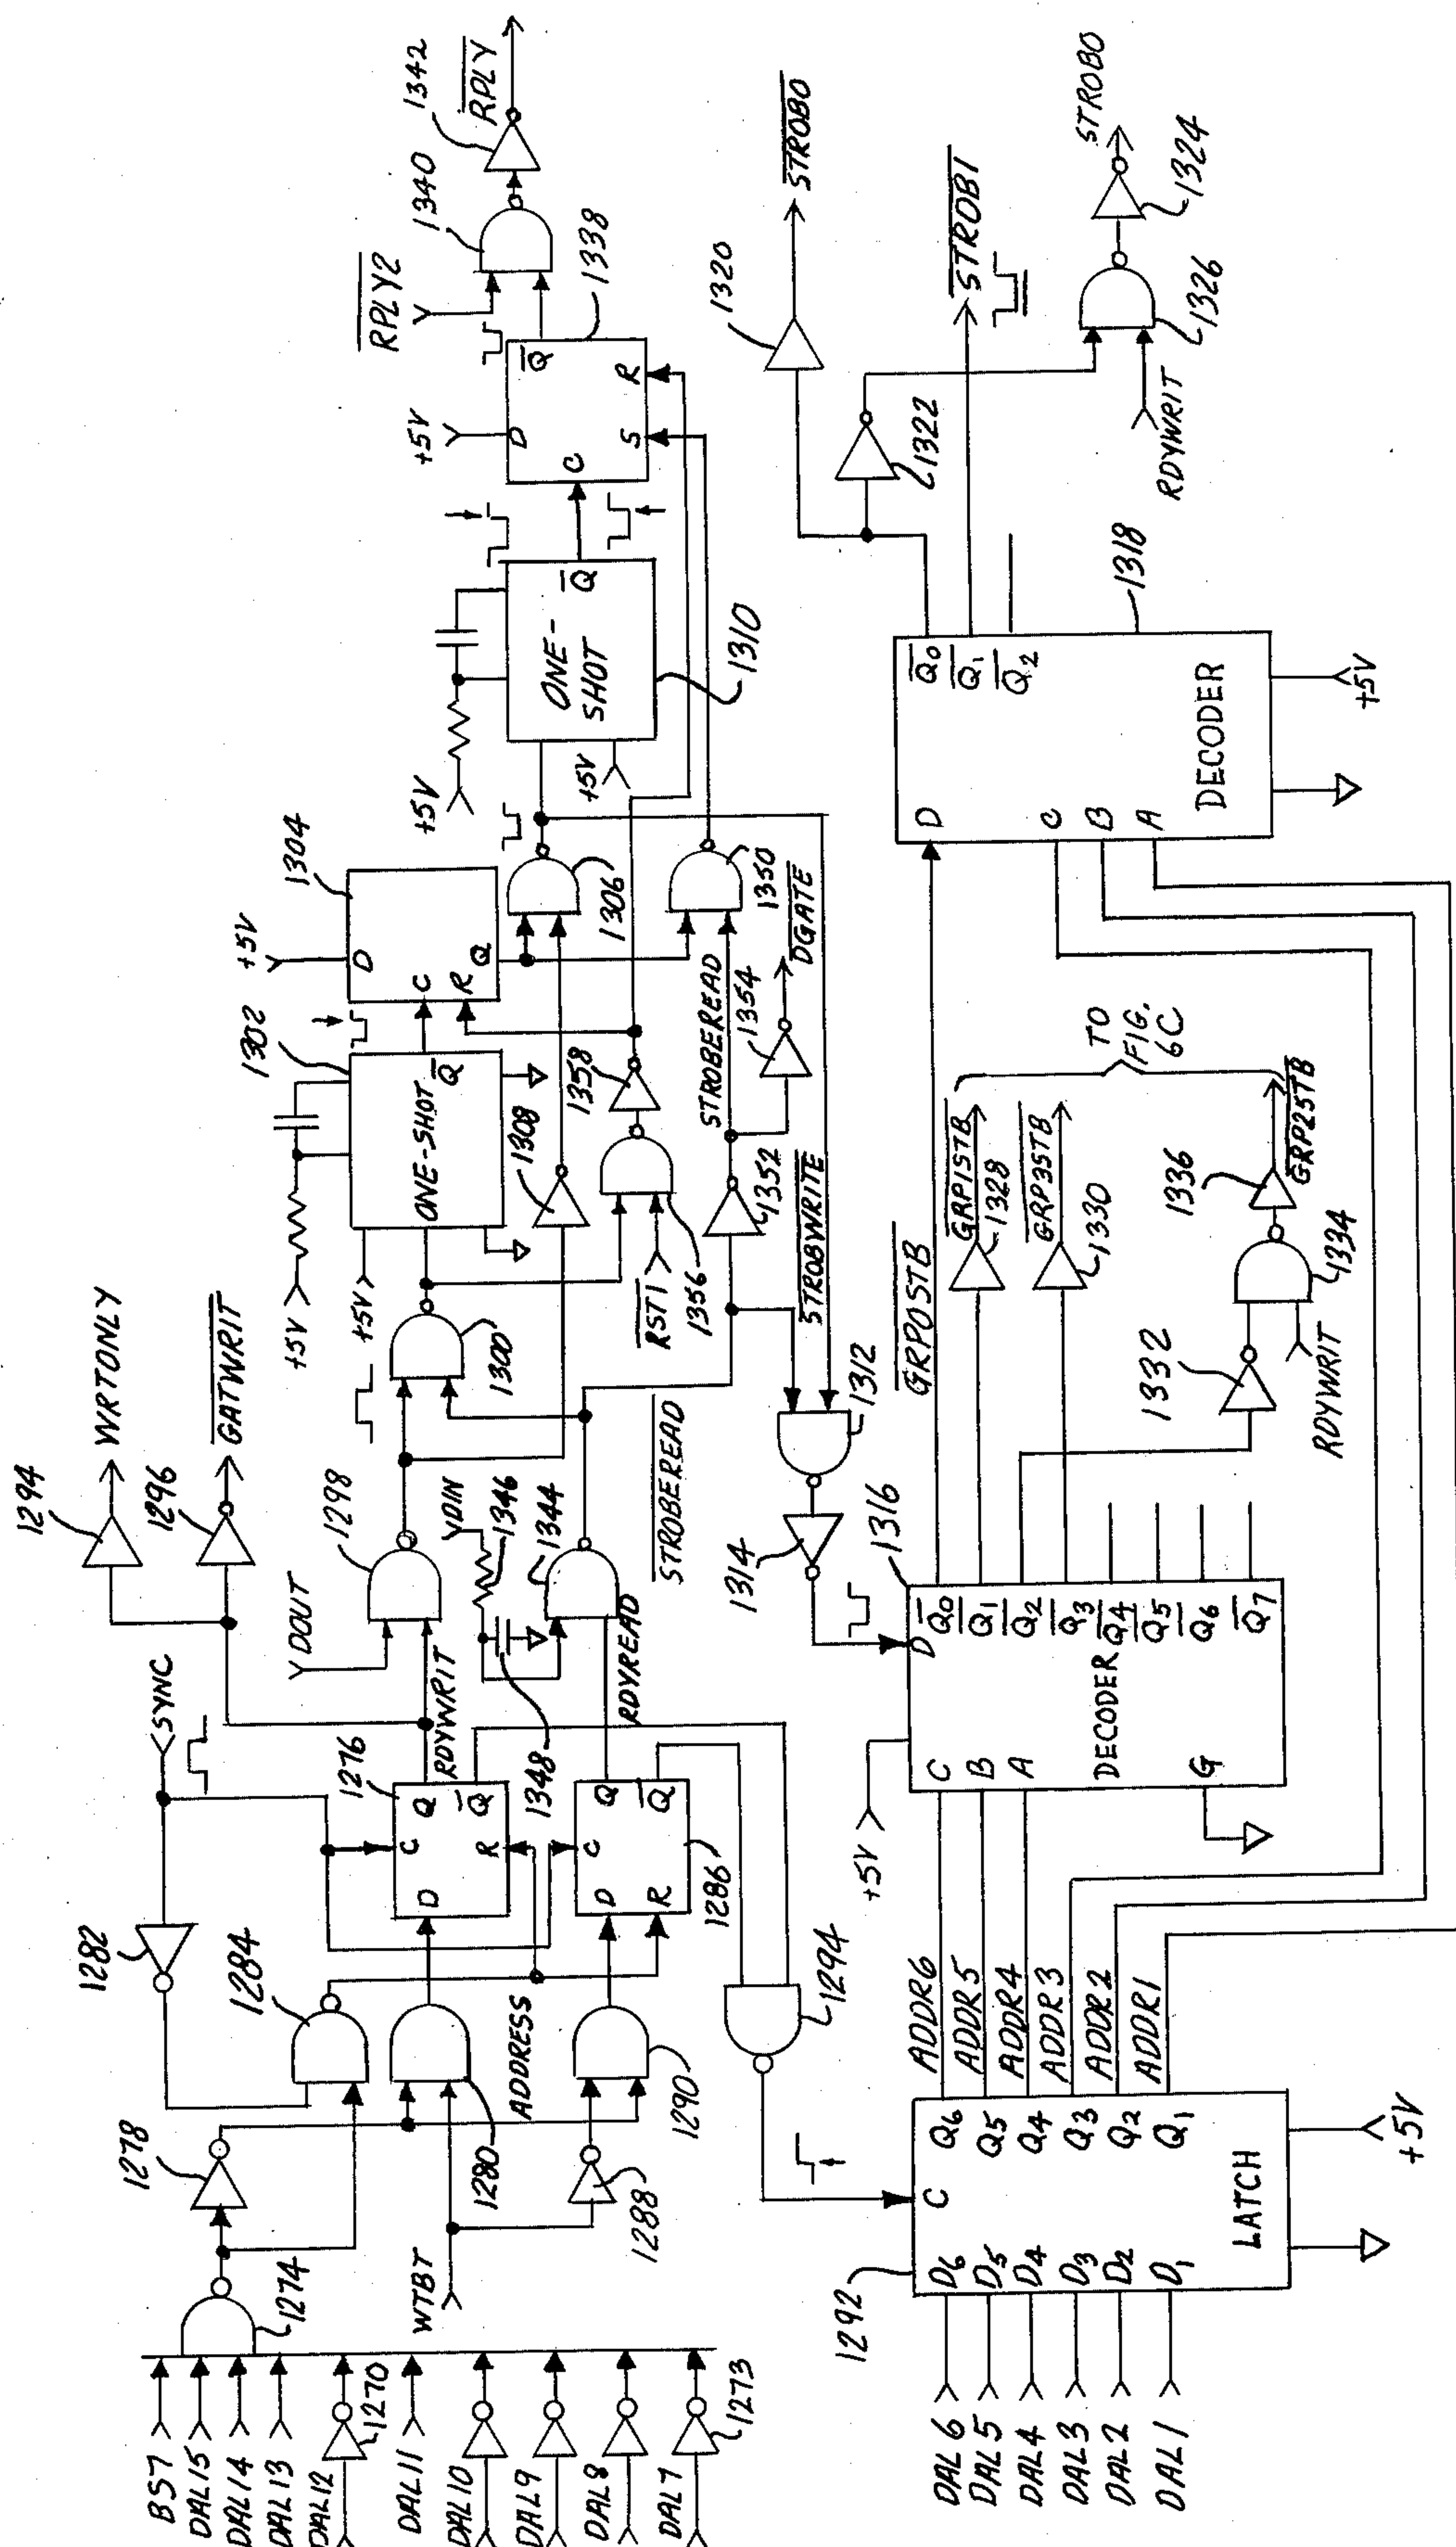 BS7
DAL15
DAL14
DAL13
DAL12
DAL11
DAL10
DAL9
DAL8
DAL7
1270
1273
1274
1278
1282
1284
1280
WTBT
1288
1290
ADDRESS
SYNC
1276
D
C
Q
Q
R
RDYWRIT
1286
D
C
Q
Q
R
RDYREAD
1294
WRTONLY
1296
GATWRIT
DOUT
1298
DIN
1346
1344
1348
STROBEREAD
1300
+5V
+5V
1302
ONE-SHOT
Q
1308
RST1
1356
1358
1304
+5V
D
C
R
Q
1306
STROBEREAD
1352
1354
DGATE
1350
STROBWRITE
1312
1314
+5V
+5V
ONE-
SHOT
Q
1310
+5V
D
C
S
R
Q
1338
RPLY2
1340
1342
RPLY
1294
1292
DAL6
DAL5
DAL4
DAL3
DAL2
DAL1
D6
D5
D4
D3
D2
D1
C
LATCH
Q6
Q5
Q4
Q3
Q2
Q1
+5V
ADDR6
ADDR5
ADDR4
ADDR3
ADDR2
ADDR1
+5V
1316
C
B
A
G
D
DECODER
Q0
Q1
Q2
Q3
Q4
Q5
Q6
Q7
GRP0STB
GRP1STB
1328
GRP3STB
1330
1332
RDYWRIT
1334
1336
GRP2STB
TO
FIG.
6C
D
C
B
A
DECODER
Q0
Q1
Q2
1318
+5V
1320
STROB0
1322
STROB1
RDYWRIT
1326
1324
STROB0